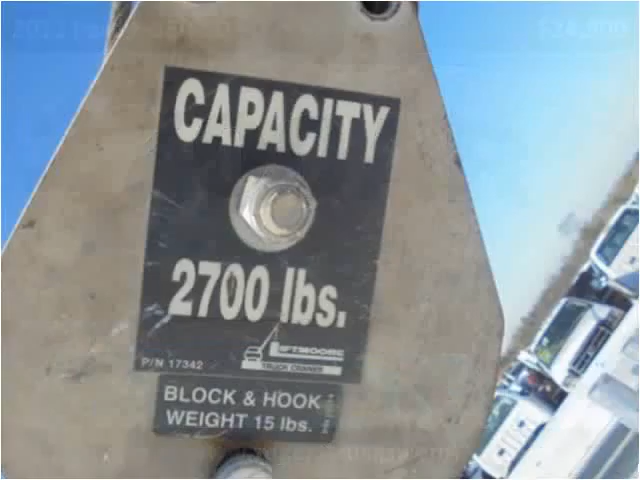 CAPACITY
2700 lbs.
LIFTMOORE
P/N 17342
TRUCK CRANES
BLOCK & HOOK
WEIGHT 15 lbs.